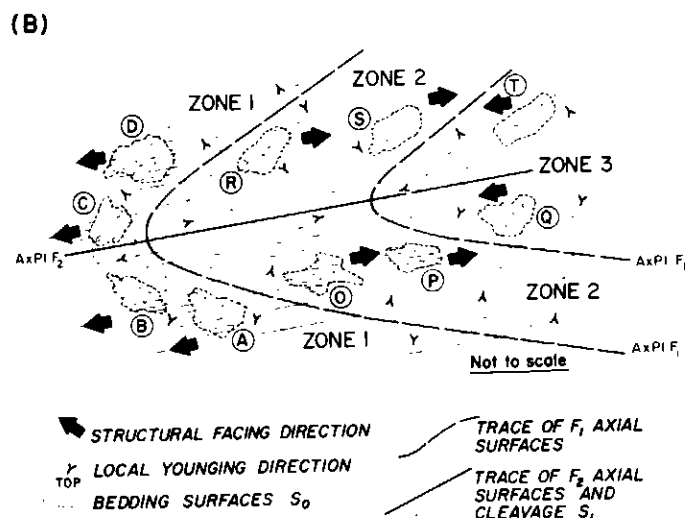 (B)
ZONE 1
ZONE 2
T
S
D
R
ZONE 3
C
Q
AxPl F₂
P
AxPl F₁
O
B
A
ZONE 1
ZONE 2
Not to scale
AxPl F₁
STRUCTURAL FACING DIRECTION
TRACE OF F₁ AXIAL
SURFACES
TOP LOCAL YOUNGING DIRECTION
BEDDING SURFACES S₀
TRACE OF F₂ AXIAL
SURFACES AND
CLEAVAGE S₁